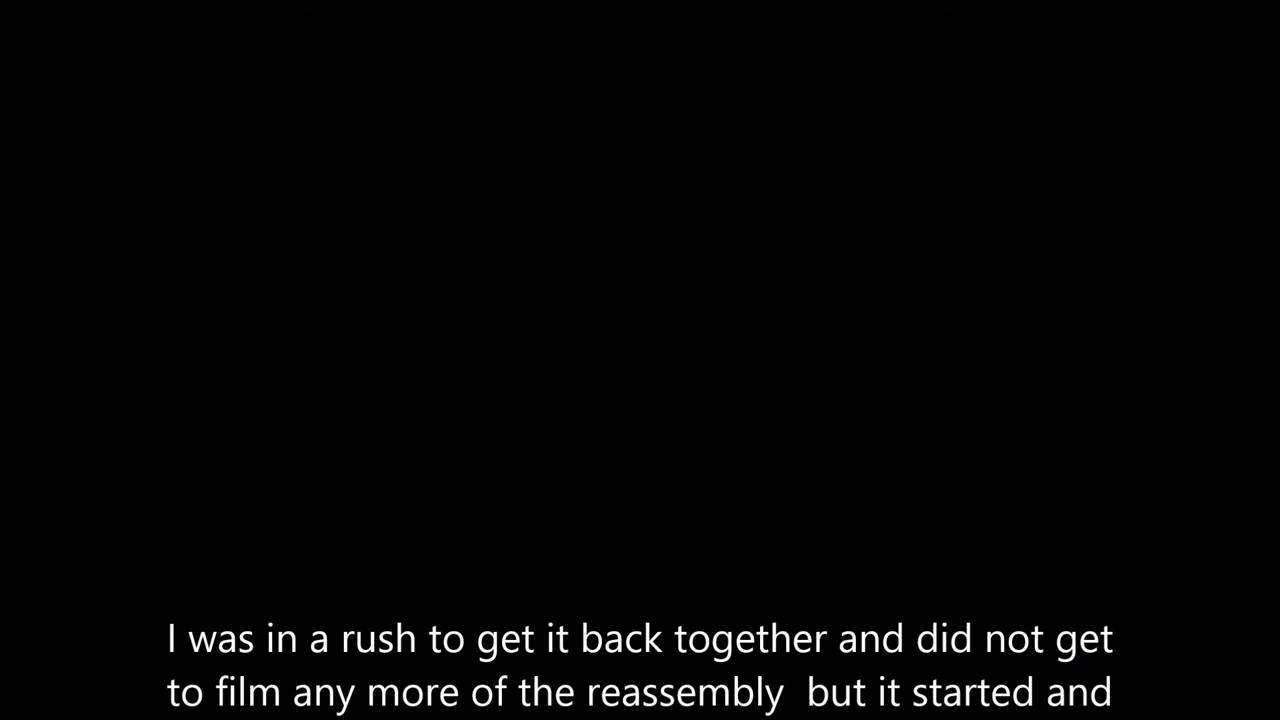 I was in a rush to get it back together and did not get
to film any more of the reassembly  but it started and